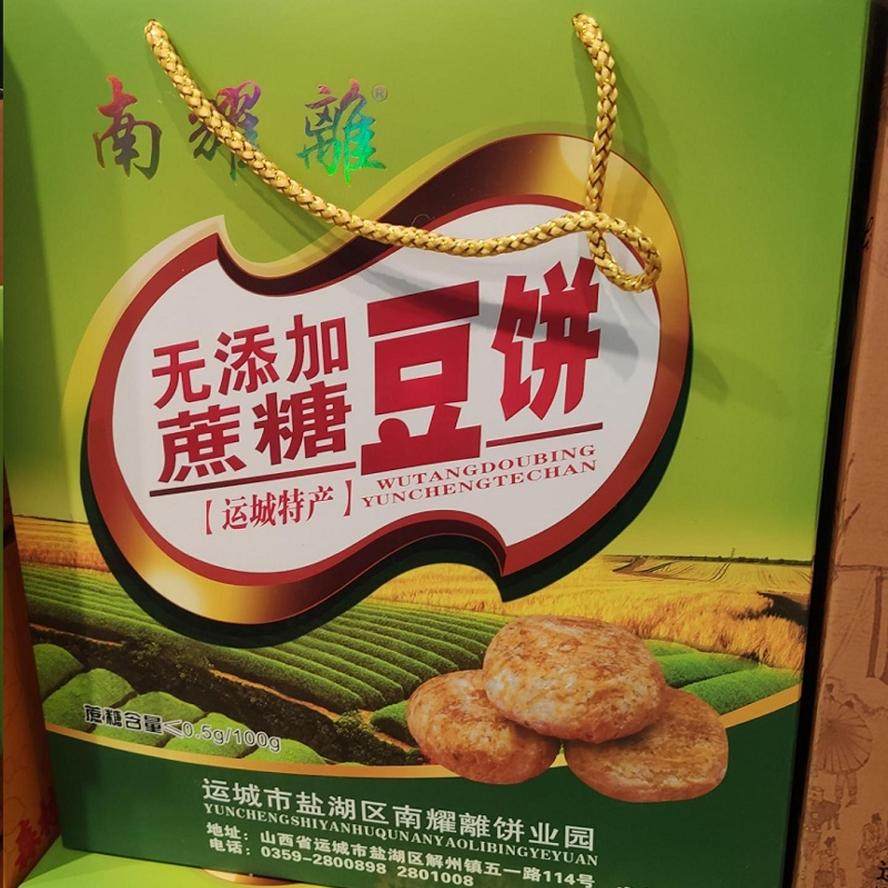 南耀離®
无添加
蔗糖
豆饼
【运城特产】
WUTANGDOUBING
YUNCHENGTECHAN
蔗糖含量≤0.5g/100g
运城市盐湖区南耀離饼业园
YUNCHENGSHIYANHUQUNANYAOLIBINGYEYUAN
地址：山西省运城市盐湖区解州镇五一路114号
电话：0359-2800898 2801008